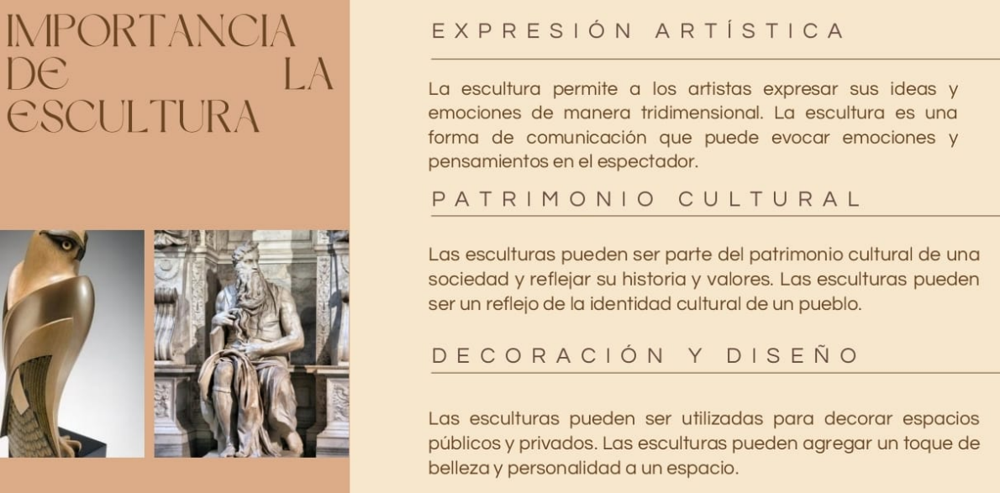 IMPORTANCIA
DE LA
ESCULTURA
EXPRESIÓN ARTÍSTICA
La escultura permite a los artistas expresar sus ideas y
emociones de manera tridimensional. La escultura es una
forma de comunicación que puede evocar emociones y
pensamientos en el espectador.
PATRIMONIO CULTURAL
Las esculturas pueden ser parte del patrimonio cultural de una
sociedad y reflejar su historia y valores. Las esculturas pueden
ser un reflejo de la identidad cultural de un pueblo.
DECORACIÓN Y DISEÑO
Las esculturas pueden ser utilizadas para decorar espacios
públicos y privados. Las esculturas pueden agregar un toque de
belleza y personalidad a un espacio.